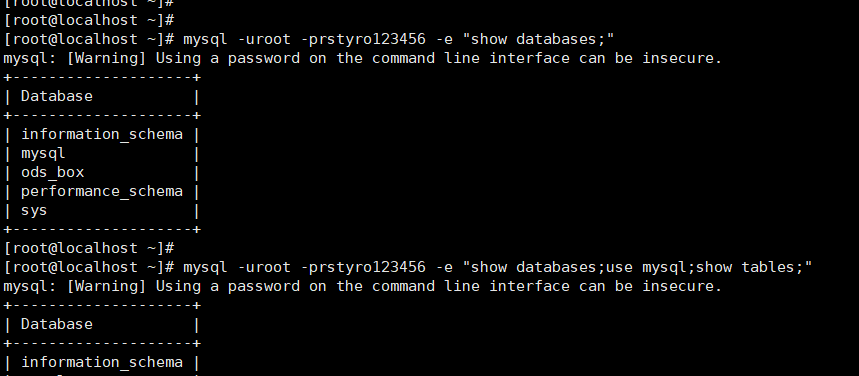 [root@localhost ~]#
[root@localhost ~]#
[root@localhost ~]# mysql -uroot -prstyro123456 -e "show databases;"
mysql: [Warning] Using a password on the command line interface can be insecure.
+--------------------+
| Database           |
+--------------------+
| information_schema |
| mysql              |
| ods_box            |
| performance_schema |
| sys                |
+--------------------+
[root@localhost ~]#
[root@localhost ~]# mysql -uroot -prstyro123456 -e "show databases;use mysql;show tables;"
mysql: [Warning] Using a password on the command line interface can be insecure.
+--------------------+
| Database           |
+--------------------+
| information_schema |